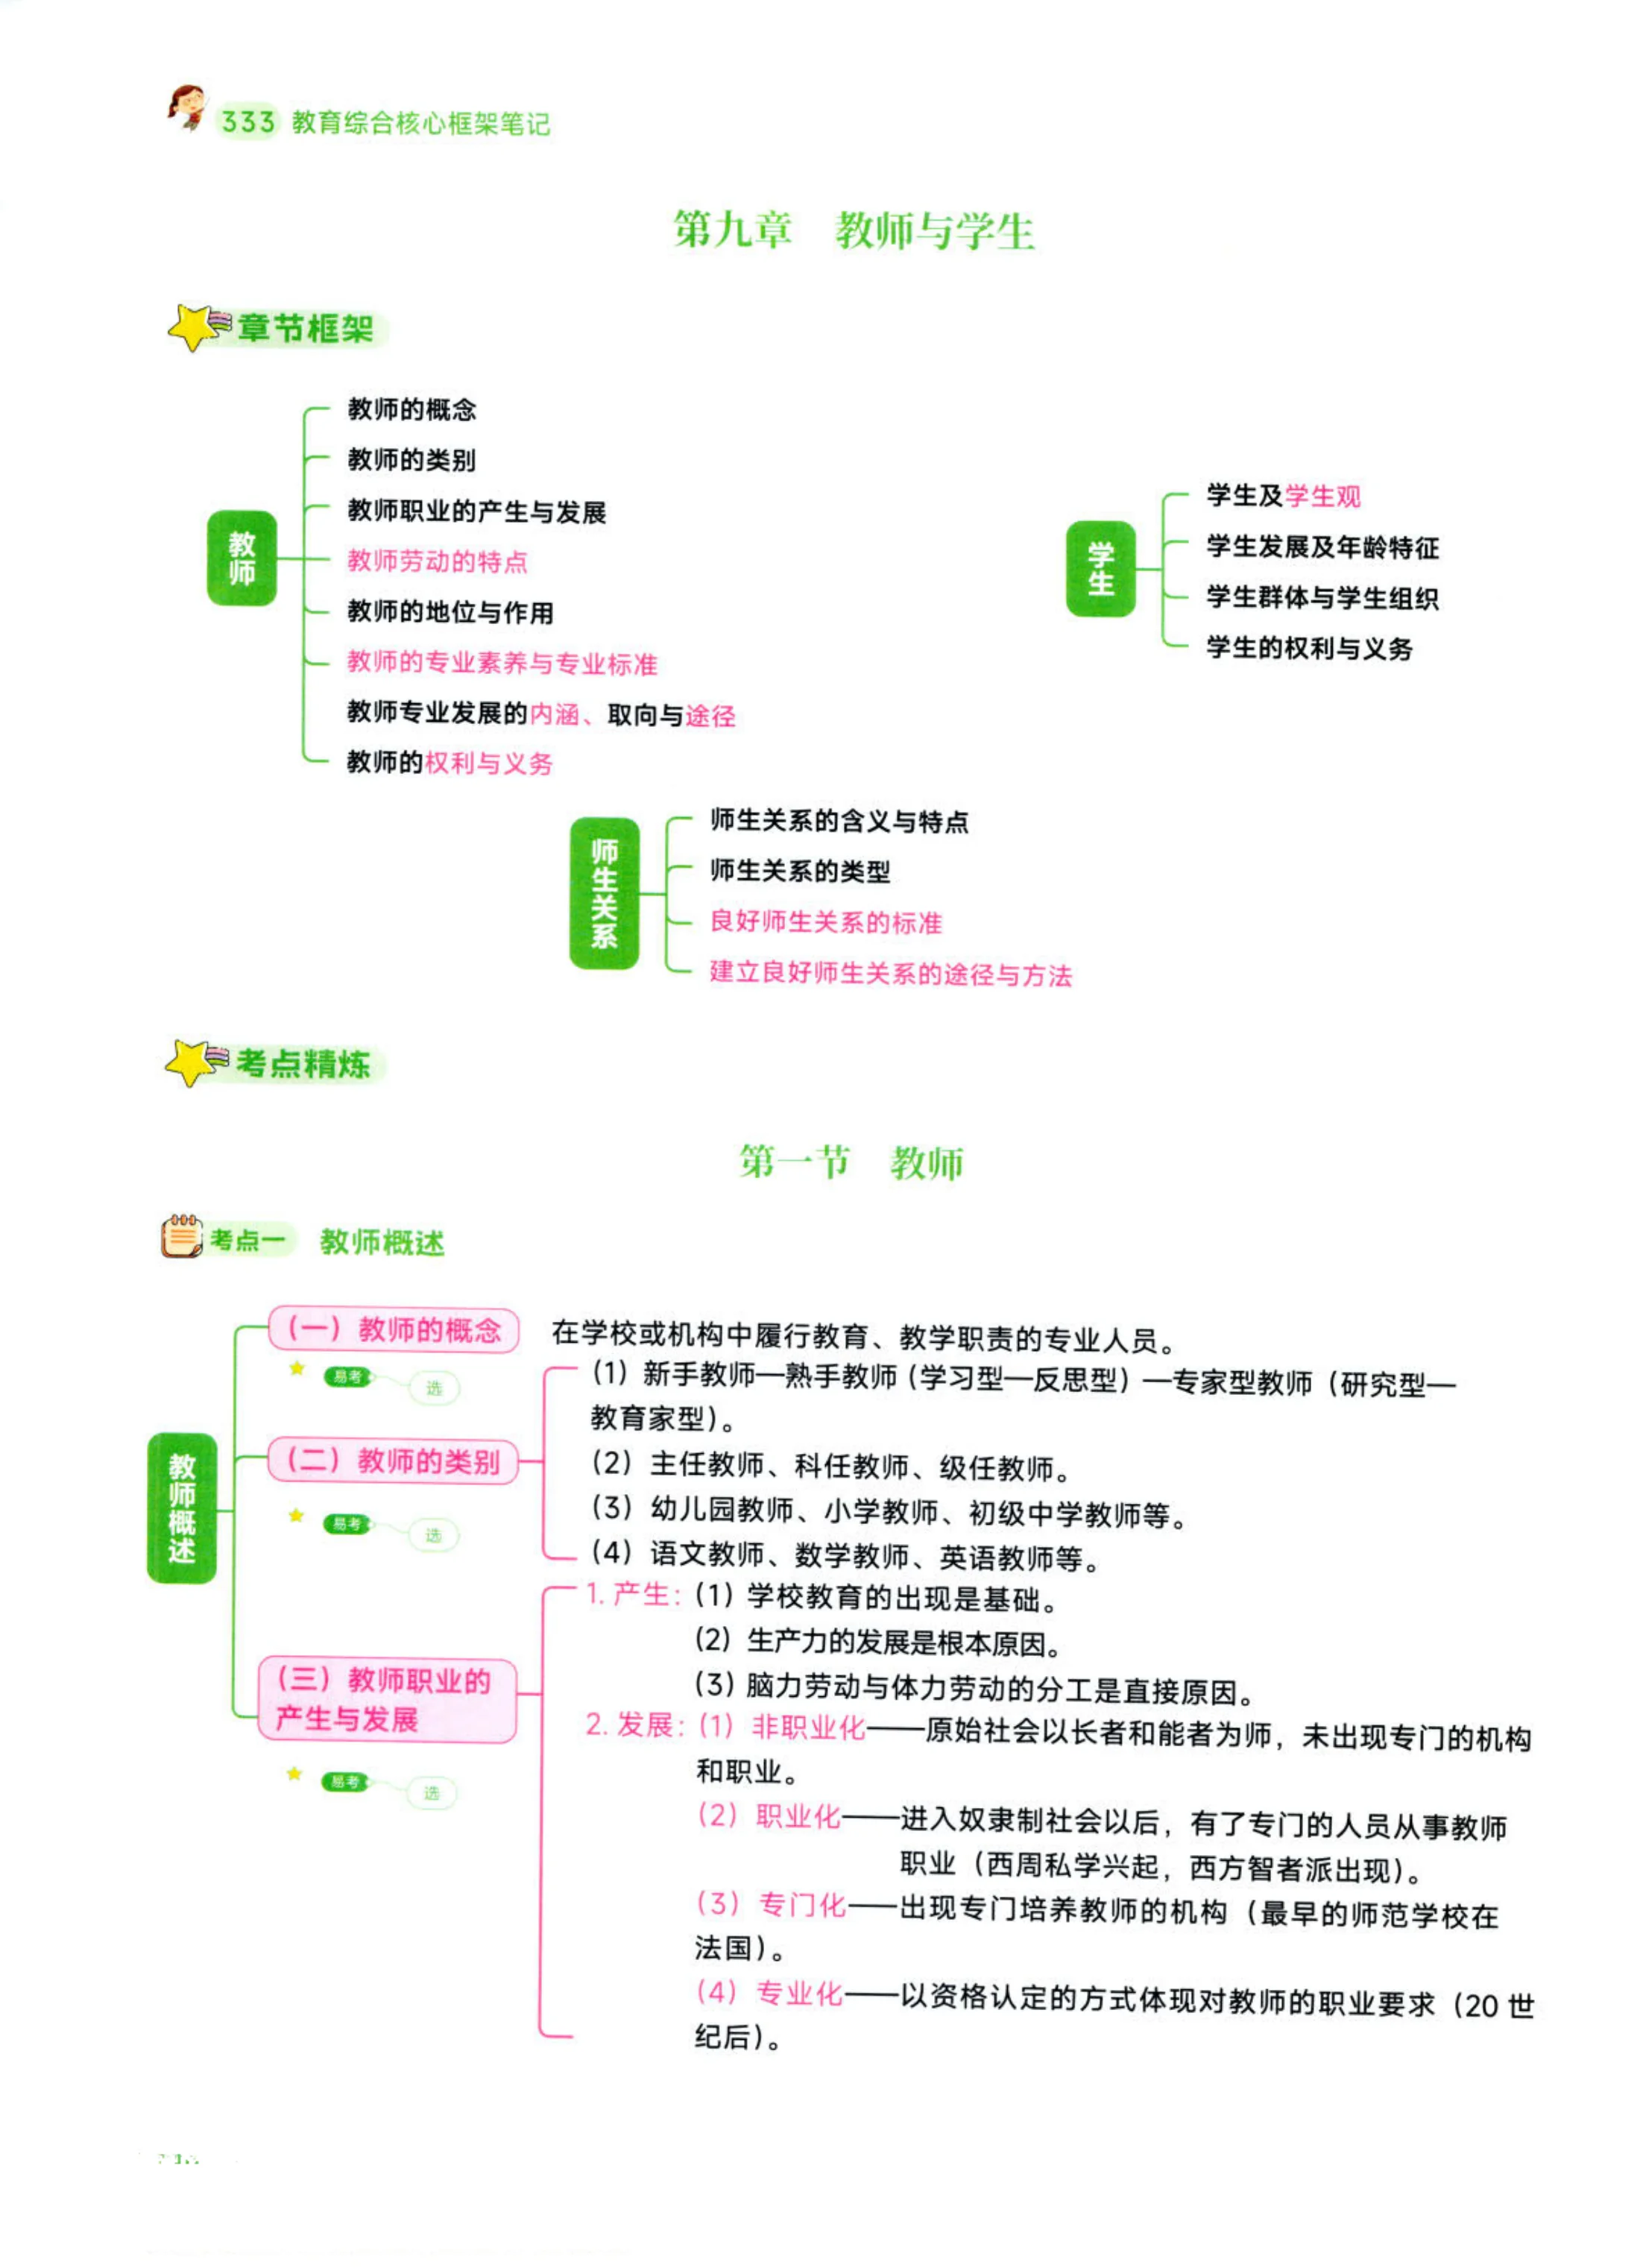 333 教育综合核心框架笔记
第九章 教师与学生
章节框架
教师
教师的概念
教师的类别
教师职业的产生与发展
教师劳动的特点
教师的地位与作用
教师的专业素养与专业标准
教师专业发展的内涵、取向与途径
教师的权利与义务
学生
学生及学生观
学生发展及年龄特征
学生群体与学生组织
学生的权利与义务
师生关系
师生关系的含义与特点
师生关系的类型
良好师生关系的标准
建立良好师生关系的途径与方法
考点精炼
第一节 教师
考点一 教师概述
教师概述
（一）教师的概念
易考 选
在学校或机构中履行教育、教学职责的专业人员。
（二）教师的类别
易考 选
（1）新手教师—熟手教师（学习型—反思型）—专家型教师（研究型—
教育家型）。
（2）主任教师、科任教师、级任教师。
（3）幼儿园教师、小学教师、初级中学教师等。
（4）语文教师、数学教师、英语教师等。
（三）教师职业的
产生与发展
易考 选
1. 产生：（1）学校教育的出现是基础。
（2）生产力的发展是根本原因。
（3）脑力劳动与体力劳动的分工是直接原因。
2. 发展：（1）非职业化——原始社会以长者和能者为师，未出现专门的机构
和职业。
（2）职业化——进入奴隶制社会以后，有了专门的人员从事教师
职业（西周私学兴起，西方智者派出现）。
（3）专门化——出现专门培养教师的机构（最早的师范学校在
法国）。
（4）专业化——以资格认定的方式体现对教师的职业要求（20 世
纪后）。